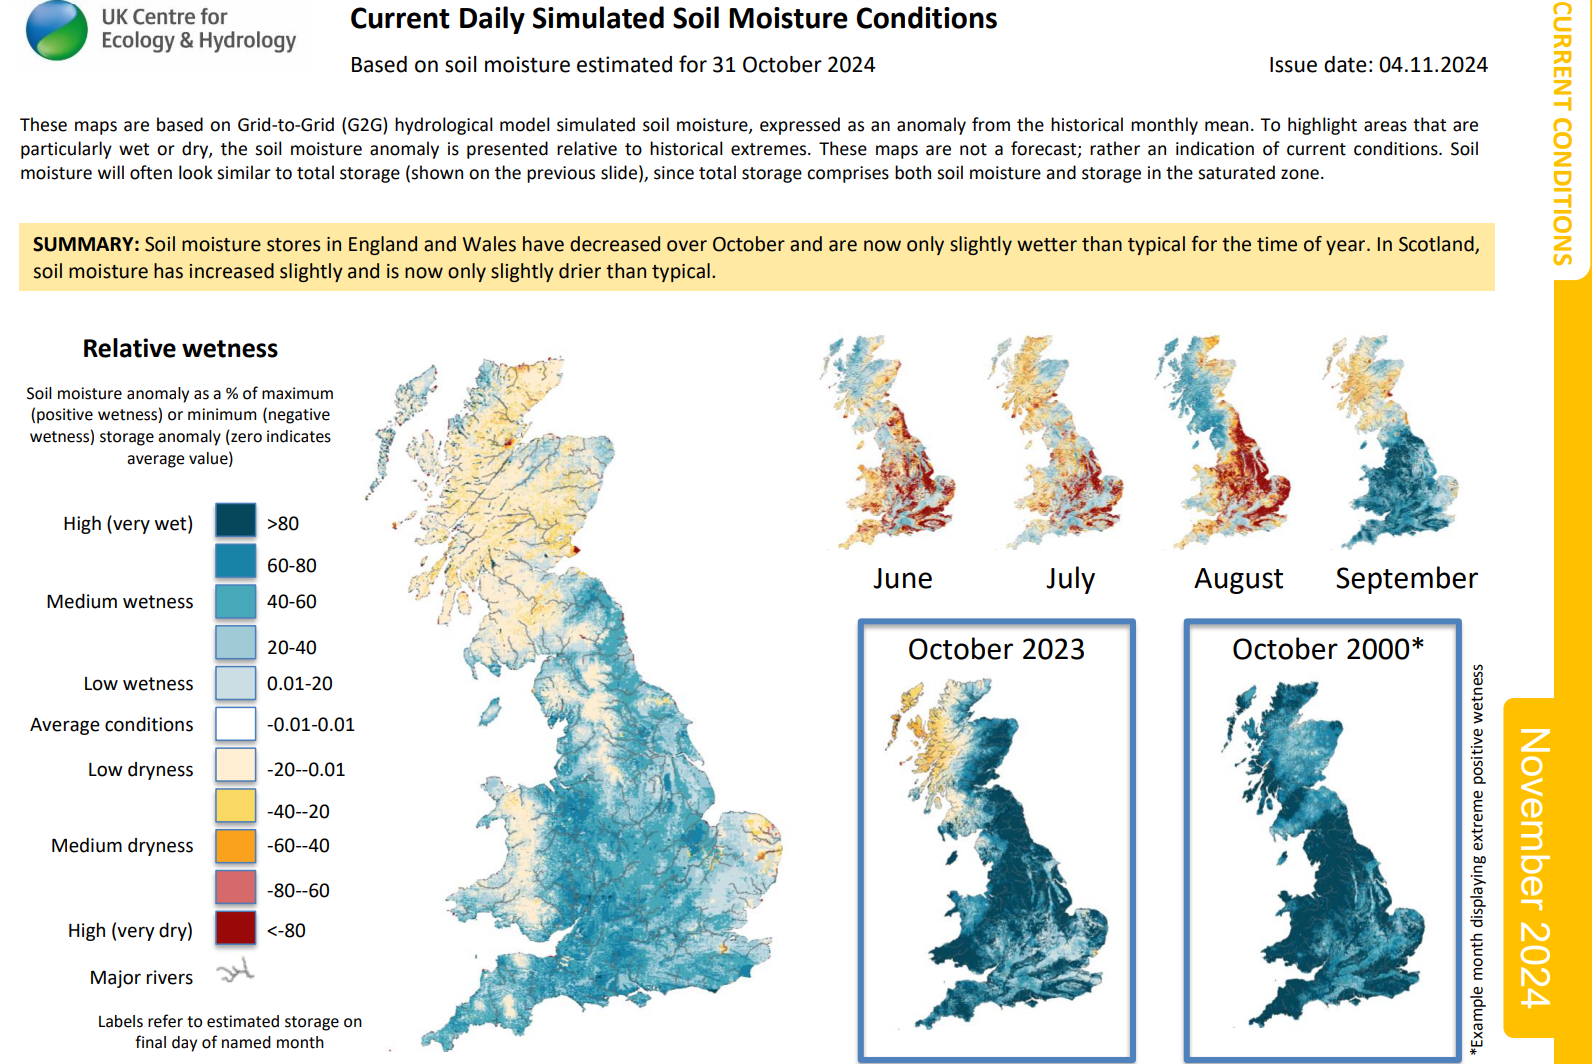 UK Centre for
Ecology & Hydrology
Current Daily Simulated Soil Moisture Conditions
Based on soil moisture estimated for 31 October 2024
Issue date: 04.11.2024
CURRENT CONDITIONS
These maps are based on Grid-to-Grid (G2G) hydrological model simulated soil moisture, expressed as an anomaly from the historical monthly mean. To highlight areas that are
particularly wet or dry, the soil moisture anomaly is presented relative to historical extremes. These maps are not a forecast; rather an indication of current conditions. Soil
moisture will often look similar to total storage (shown on the previous slide), since total storage comprises both soil moisture and storage in the saturated zone.
SUMMARY: Soil moisture stores in England and Wales have decreased over October and are now only slightly wetter than typical for the time of year. In Scotland,
soil moisture has increased slightly and is now only slightly drier than typical.
Relative wetness
Soil moisture anomaly as a % of maximum
(positive wetness) or minimum (negative
wetness) storage anomaly (zero indicates
average value)
High (very wet) >80
60-80
Medium wetness 40-60
20-40
Low wetness 0.01-20
Average conditions -0.01-0.01
Low dryness -20--0.01
-40--20
Medium dryness -60--40
-80--60
High (very dry) <-80
Major rivers
Labels refer to estimated storage on
final day of named month
June July August September
October 2023
October 2000*
*Example month displaying extreme positive wetness
November 2024